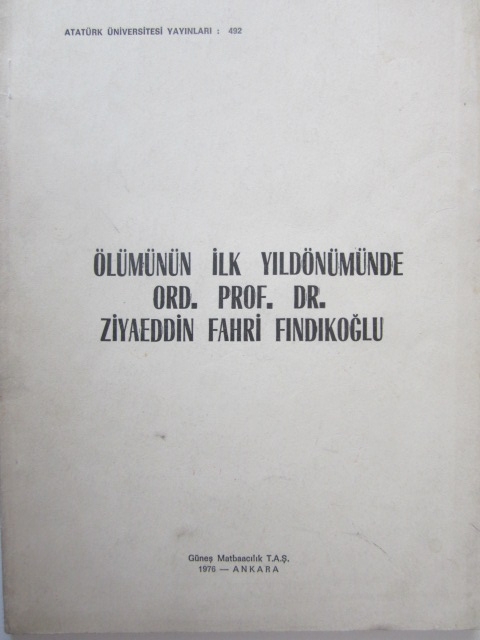 ATATÜRK ÜNİVERSİTESİ YAYINLARI : 492
ÖLÜMÜNÜN İLK YILDÖNÜMÜNDE
ORD. PROF. DR.
ZİYAEDDİN FAHRİ FINDIKOĞLU
Güneş Matbaacılık T.A.Ş.
1976 — ANKARA